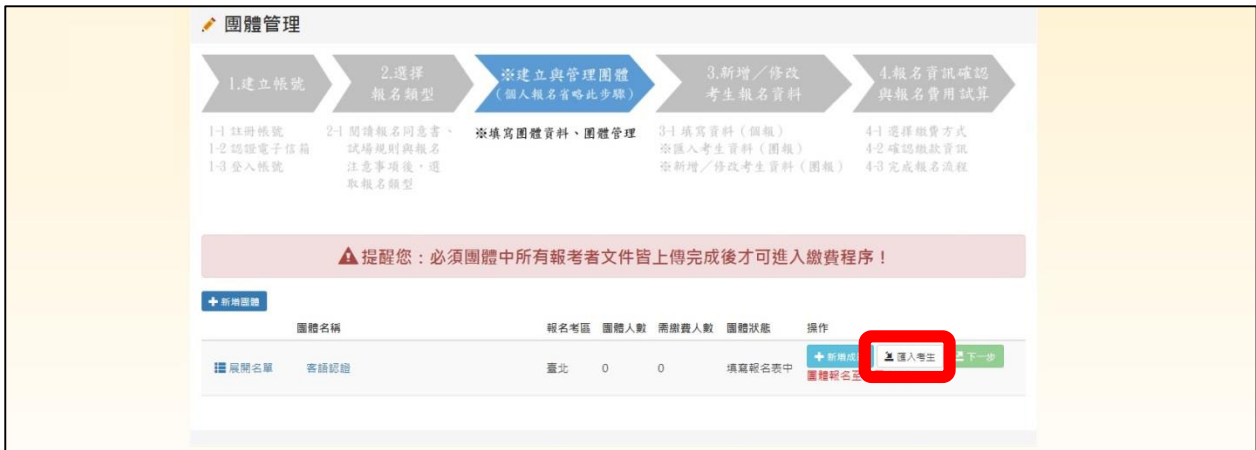 團體管理
1.建立帳號
2.選擇
報名類型
※建立與管理團體
(個人報名省略此步驟)
3.新增／修改
考生報名資料
4.報名資訊確認
與報名費用試算
1-1 註冊帳號
1-2 認證電子信箱
1-3 登入帳號
2-1 閱讀報名同意書、
試場規則與報名
注意事項後，選
取報名類型
※填寫團體資料、團體管理
3-1 填寫資料（個報）
※匯入考生資料（團報）
※新增／修改考生資料（團報）
4-1 選擇繳費方式
4-2 確認繳款資訊
4-3 完成報名流程
提醒您：必須團體中所有報考者文件皆上傳完成後才可進入繳費程序！
新增團體
團體名稱 報名考區 團體人數 需繳費人數 團體狀態 操作
展開名單 客語認證 臺北 0 0 填寫報名表中 新增成 匯入考生 下一步
團體報名至